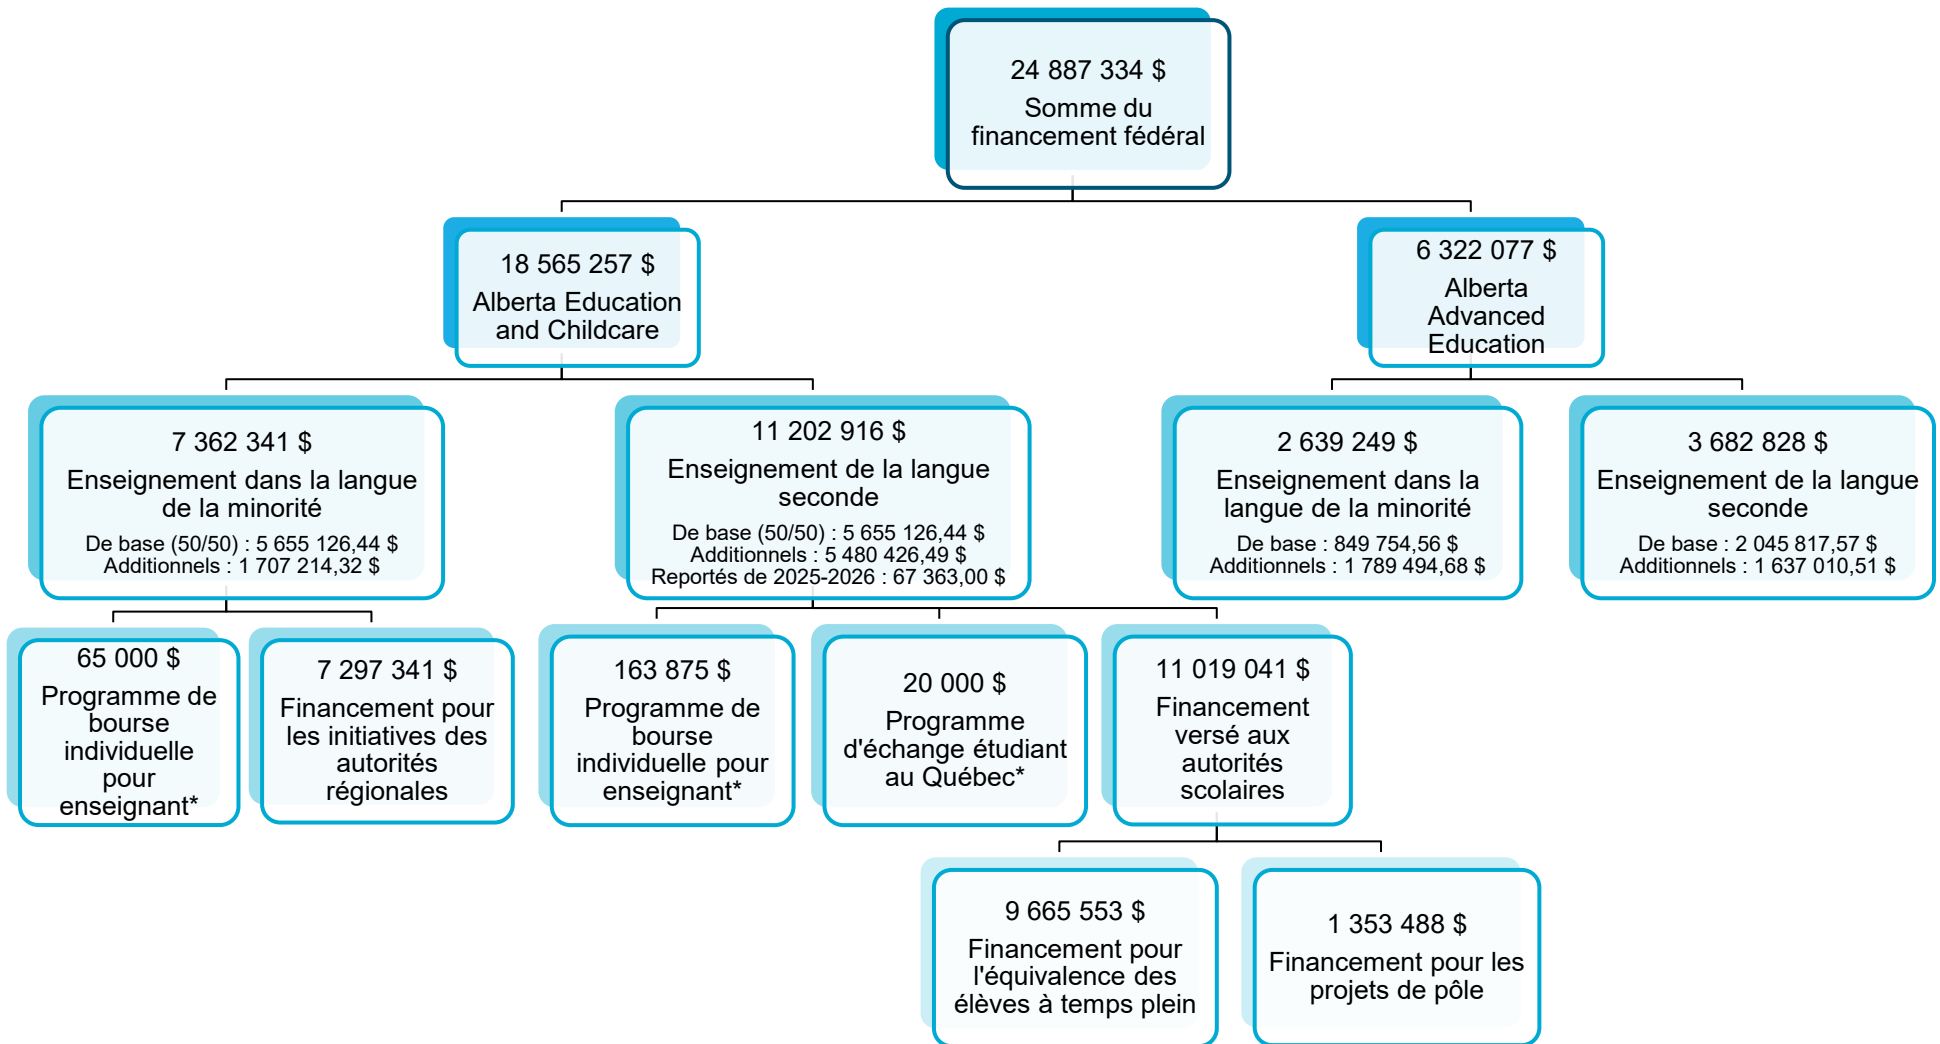 24 887 334 $
Somme du
financement fédéral
18 565 257 $
Alberta Education
and Childcare
6 322 077 $
Alberta
Advanced
Education
7 362 341 $
Enseignement dans la langue
de la minorité
De base (50/50) : 5 655 126,44 $
Additionnels : 1 707 214,32 $
11 202 916 $
Enseignement de la langue
seconde
De base (50/50) : 5 655 126,44 $
Additionnels : 5 480 426,49 $
Reportés de 2025-2026 : 67 363,00 $
2 639 249 $
Enseignement dans la
langue de la minorité
De base : 849 754,56 $
Additionnels : 1 789 494,68 $
3 682 828 $
Enseignement de la langue
seconde
De base : 2 045 817,57 $
Additionnels : 1 637 010,51 $
65 000 $
Programme de
bourse
individuelle
pour
enseignant*
7 297 341 $
Financement pour
les initiatives des
autorités
régionales
163 875 $
Programme de
bourse
individuelle pour
enseignant*
20 000 $
Programme
d'échange étudiant
au Québec*
11 019 041 $
Financement
versé aux
autorités
scolaires
9 665 553 $
Financement pour
l'équivalence des
élèves à temps plein
1 353 488 $
Financement pour les
projets de pôle